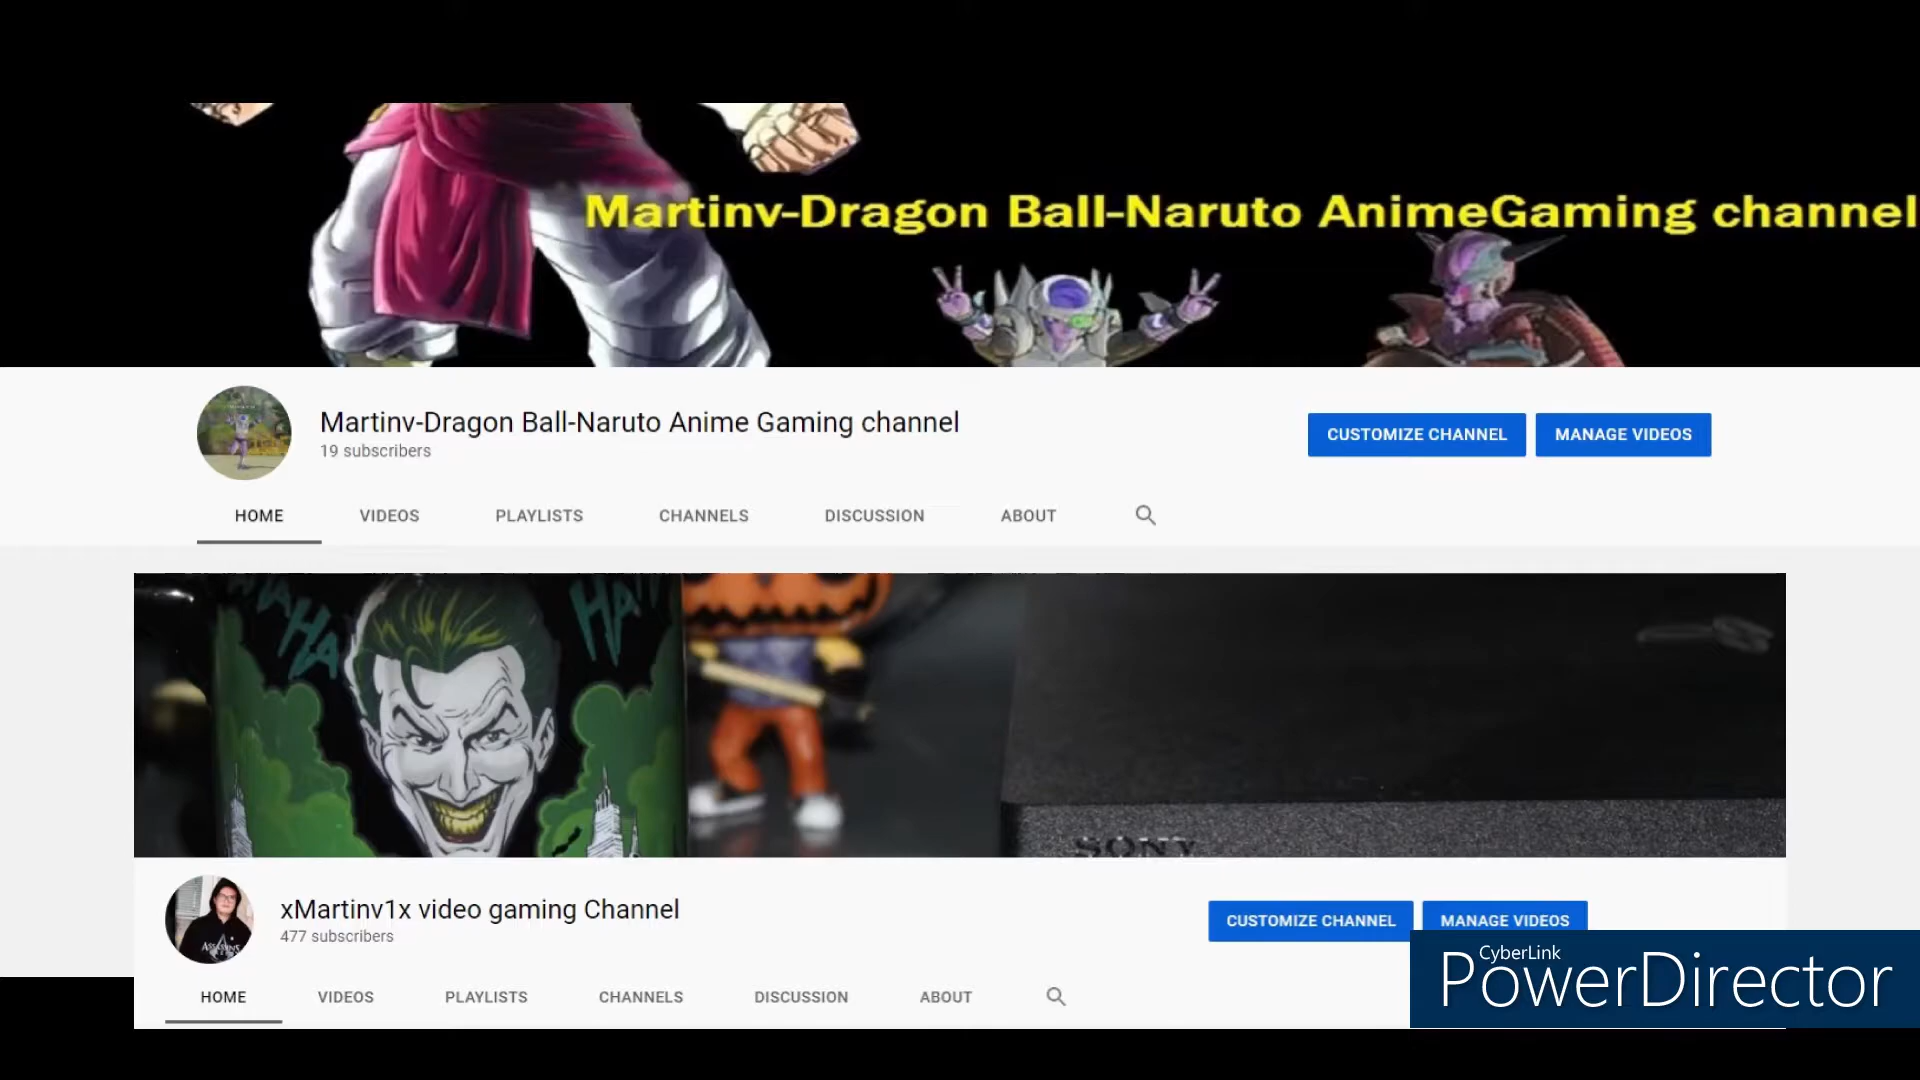 Martinv-Dragon Ball-Naruto AnimeGaming channel
Martinv-Dragon Ball-Naruto Anime Gaming channel
19 subscribers
CUSTOMIZE CHANNEL MANAGE VIDEOS
HOME VIDEOS PLAYLISTS CHANNELS DISCUSSION ABOUT
HA
HA
SONY
xMartinv1x video gaming Channel
477 subscribers
CUSTOMIZE CHANNEL MANAGE VIDEOS
HOME VIDEOS PLAYLISTS CHANNELS DISCUSSION ABOUT
CyberLink
PowerDirector